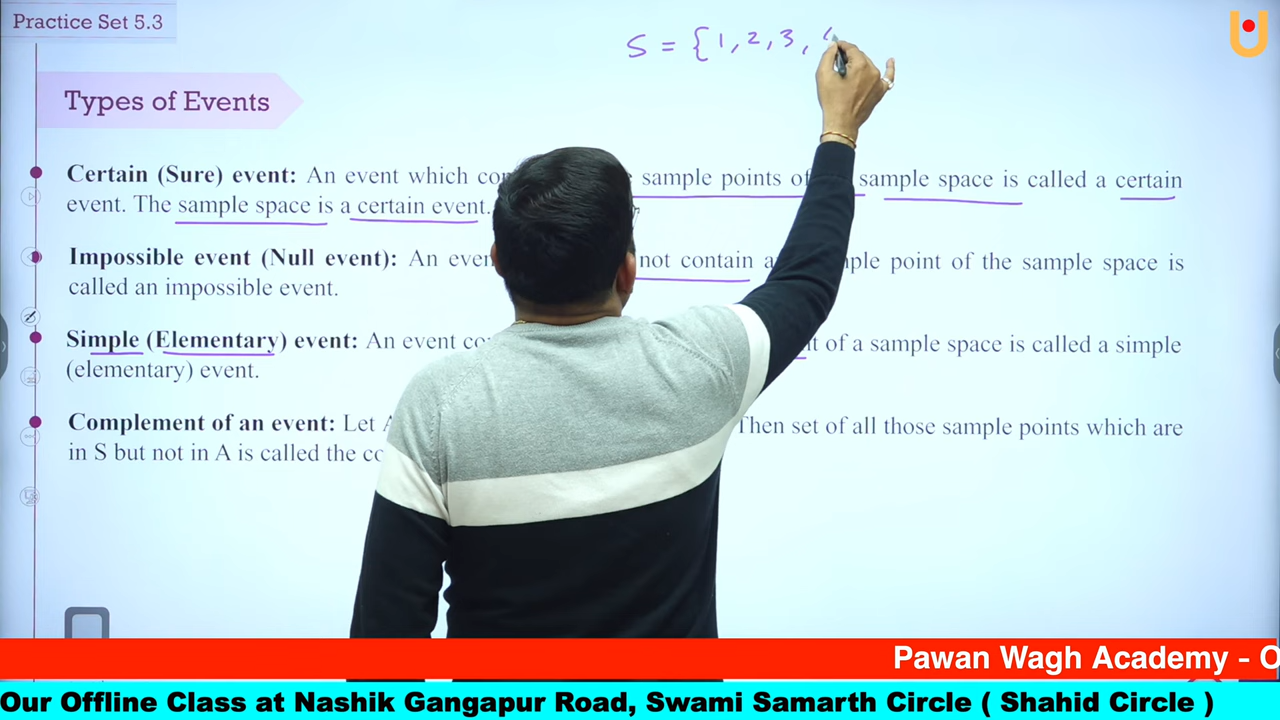 Practice Set 5.3
S = {1, 2, 3,
Types of Events
Certain (Sure) event: An event which sample points of sample space is called a certain
event. The sample space is a certain event.
Impossible event (Null event): An not contain point of the sample space is
called an impossible event.
Simple (Elementary) event: An event of a sample space is called a simple
(elementary) event.
Complement of an event: Let Then set of all those sample points which are
in S but not in A is called the
Pawan Wagh Academy - O
Our Offline Class at Nashik Gangapur Road, Swami Samarth Circle ( Shahid Circle )